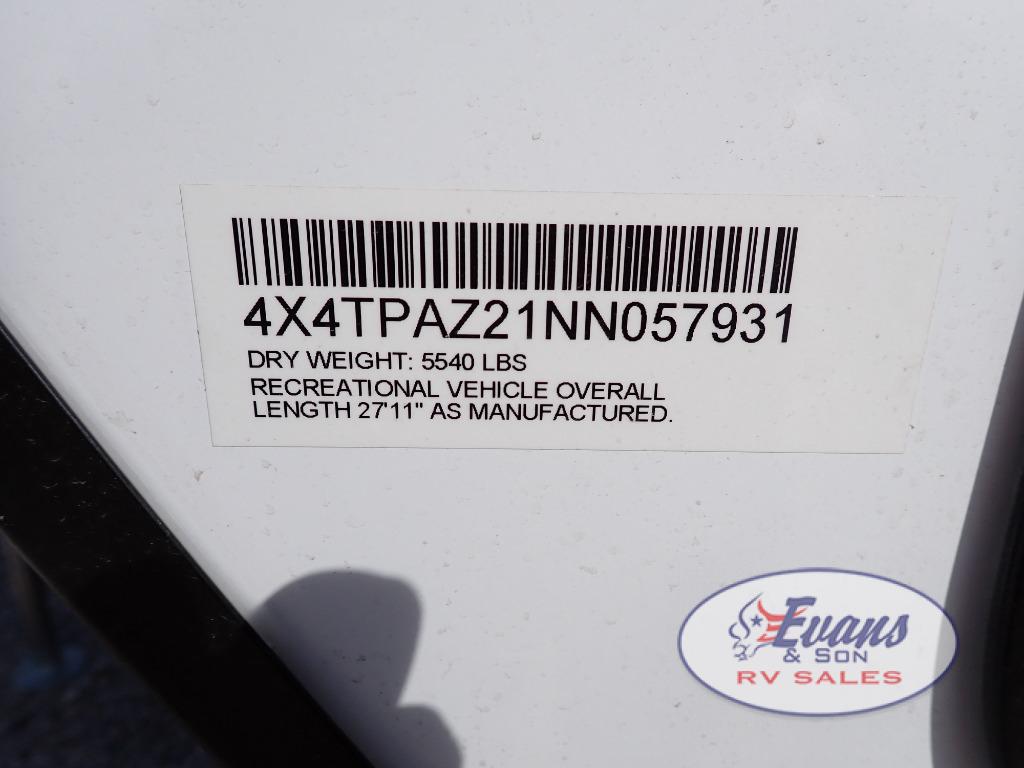 4X4TPAZ21NN057931
DRY WEIGHT: 5540 LBS
RECREATIONAL VEHICLE OVERALL
LENGTH 27'11" AS MANUFACTURED.
Evans
& SON
RV SALES